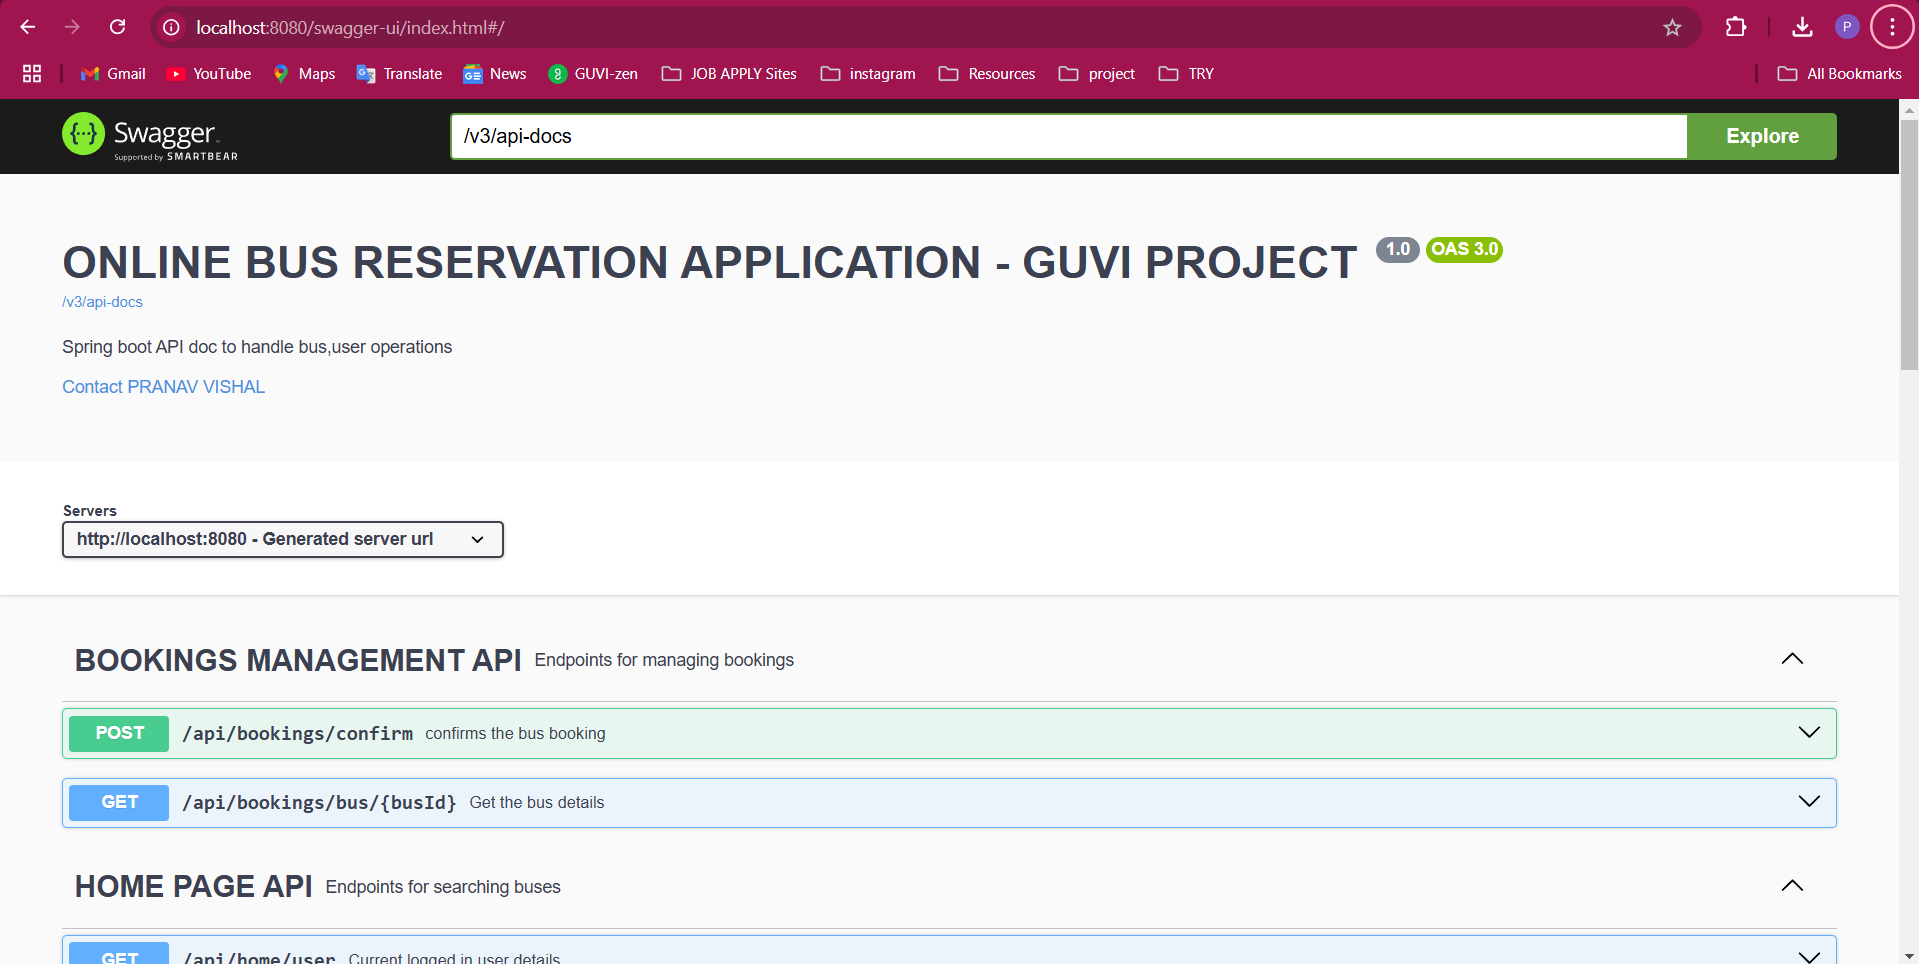 localhost:8080/swagger-ui/index.html#/
P
Gmail YouTube Maps Translate News GUVI-zen JOB APPLY Sites instagram Resources project TRY All Bookmarks
Swagger
Supported by SMARTBEAR
/v3/api-docs
Explore
ONLINE BUS RESERVATION APPLICATION - GUVI PROJECT 1.0 OAS 3.0
/v3/api-docs
Spring boot API doc to handle bus,user operations
Contact PRANAV VISHAL
Servers
http://localhost:8080 - Generated server url
BOOKINGS MANAGEMENT API Endpoints for managing bookings
POST /api/bookings/confirm confirms the bus booking
GET /api/bookings/bus/{busId} Get the bus details
HOME PAGE API Endpoints for searching buses
GET /api/home/user Current logged in user details